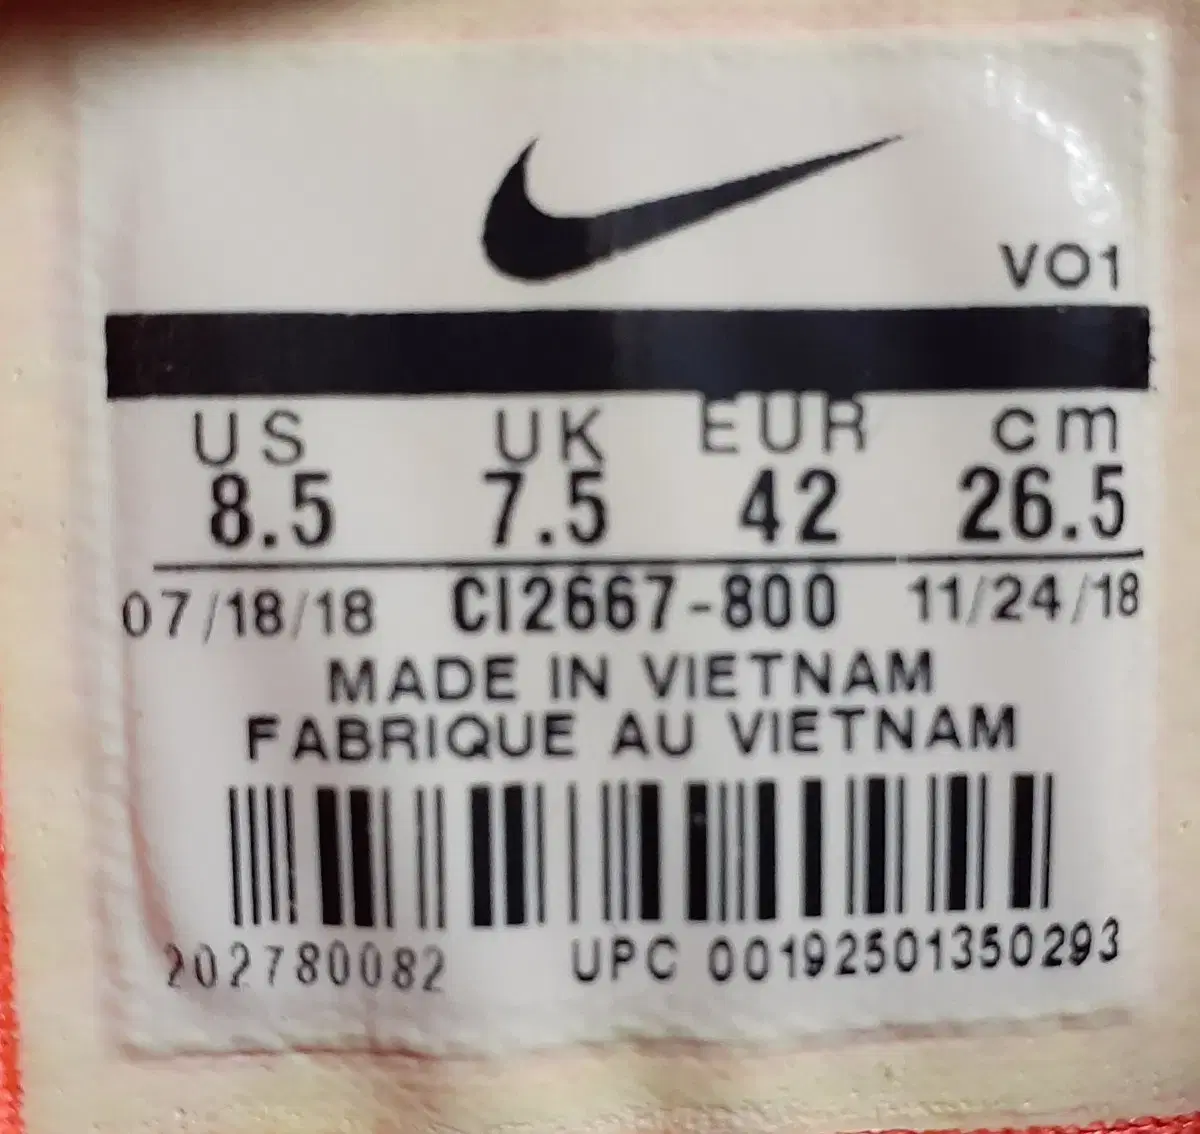 VO1
US UK EUR cm
8.5 7.5 42 26.5
07/18/18 CI2667-800 11/24/18
MADE IN VIETNAM
FABRIQUE AU VIETNAM
202780082 UPC 00192501350293